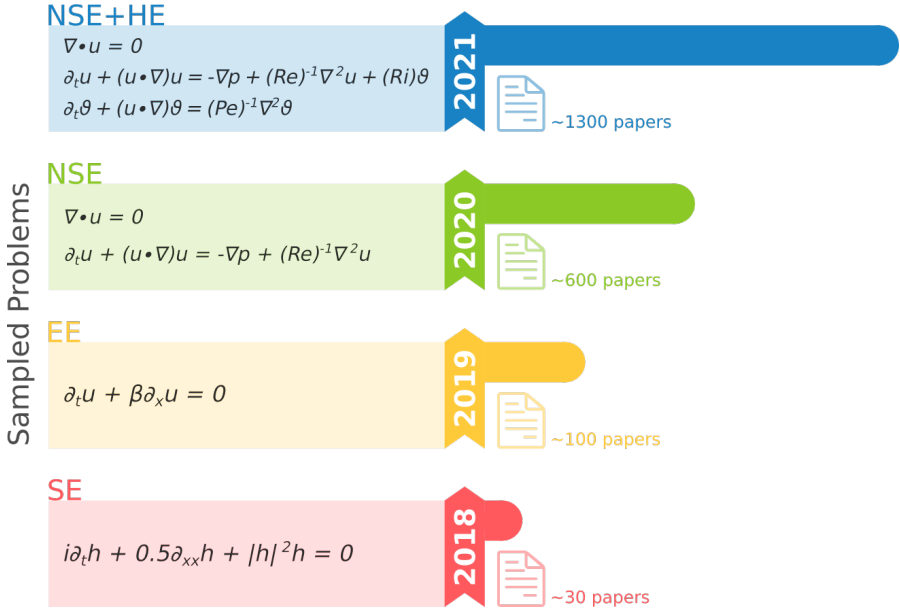 Sampled Problems
NSE+HE
∇•u = 0
∂ₜu + (u•∇)u = -∇p + (Re)⁻¹∇²u + (Ri)ϑ
∂ₜϑ + (u•∇)ϑ = (Pe)⁻¹∇²ϑ
2021
~1300 papers
NSE
∇•u = 0
∂ₜu + (u•∇)u = -∇p + (Re)⁻¹∇²u
2020
~600 papers
EE
∂ₜu + β∂ₓu = 0
2019
~100 papers
SE
i∂ₜh + 0.5∂ₓₓh + |h|²h = 0
2018
~30 papers